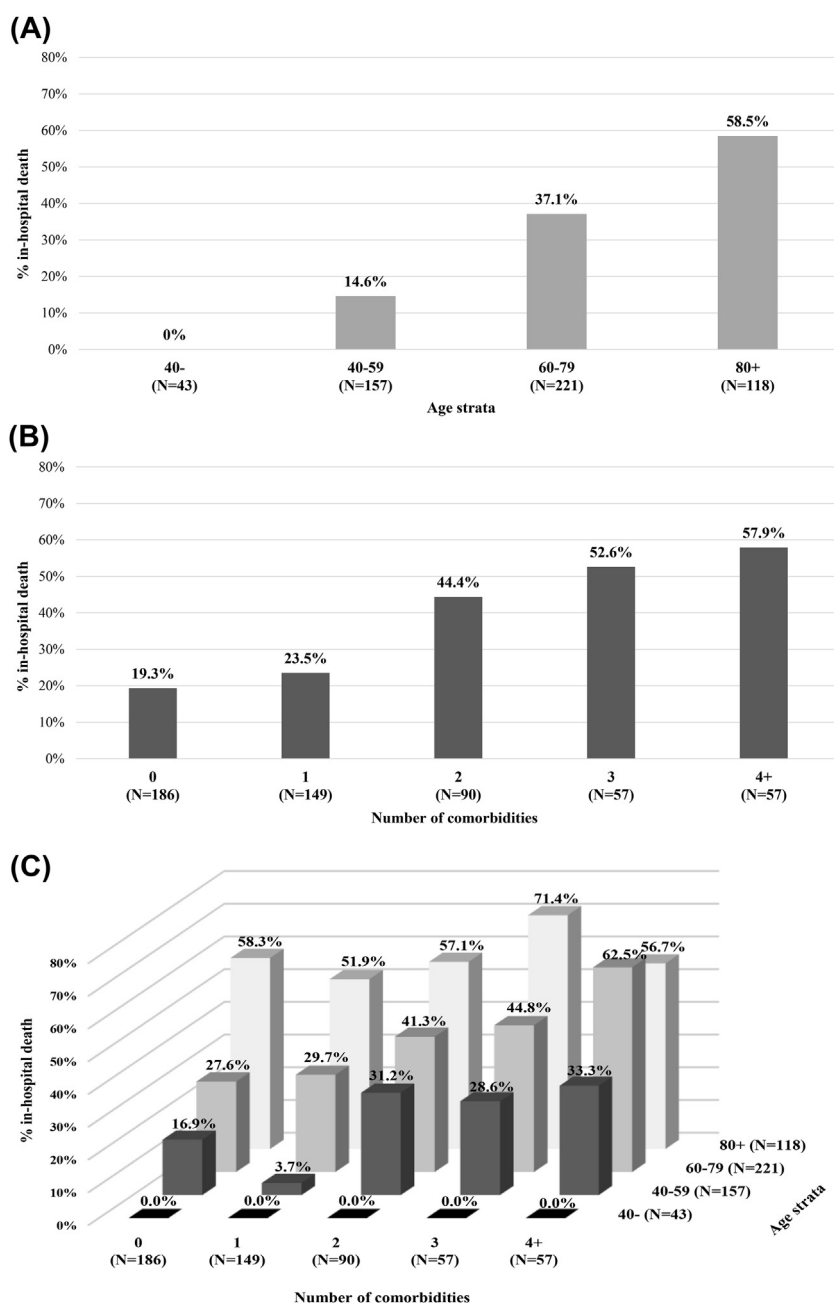 (A)
80%
70%
60%
50%
40%
30%
20%
10%
0%
% in-hospital death
0%
14.6%
37.1%
58.5%
40- 40-59 60-79 80+
(N=43) (N=157) (N=221) (N=118)
Age strata
(B)
80%
70%
60%
50%
40%
30%
20%
10%
0%
% in-hospital death
19.3%
23.5%
44.4%
52.6%
57.9%
0 1 2 3 4+
(N=186) (N=149) (N=90) (N=57) (N=57)
Number of comorbidities
(C)
80%
70%
60%
50%
40%
30%
20%
10%
0%
% in-hospital death
58.3% 51.9% 57.1% 71.4% 56.7%
27.6% 29.7% 41.3% 44.8% 62.5%
16.9% 3.7% 31.2% 28.6% 33.3%
0.0% 0.0% 0.0% 0.0% 0.0%
80+ (N=118)
60-79 (N=221)
40-59 (N=157)
40- (N=43)
Age strata
0 1 2 3 4+
(N=186) (N=149) (N=90) (N=57) (N=57)
Number of comorbidities